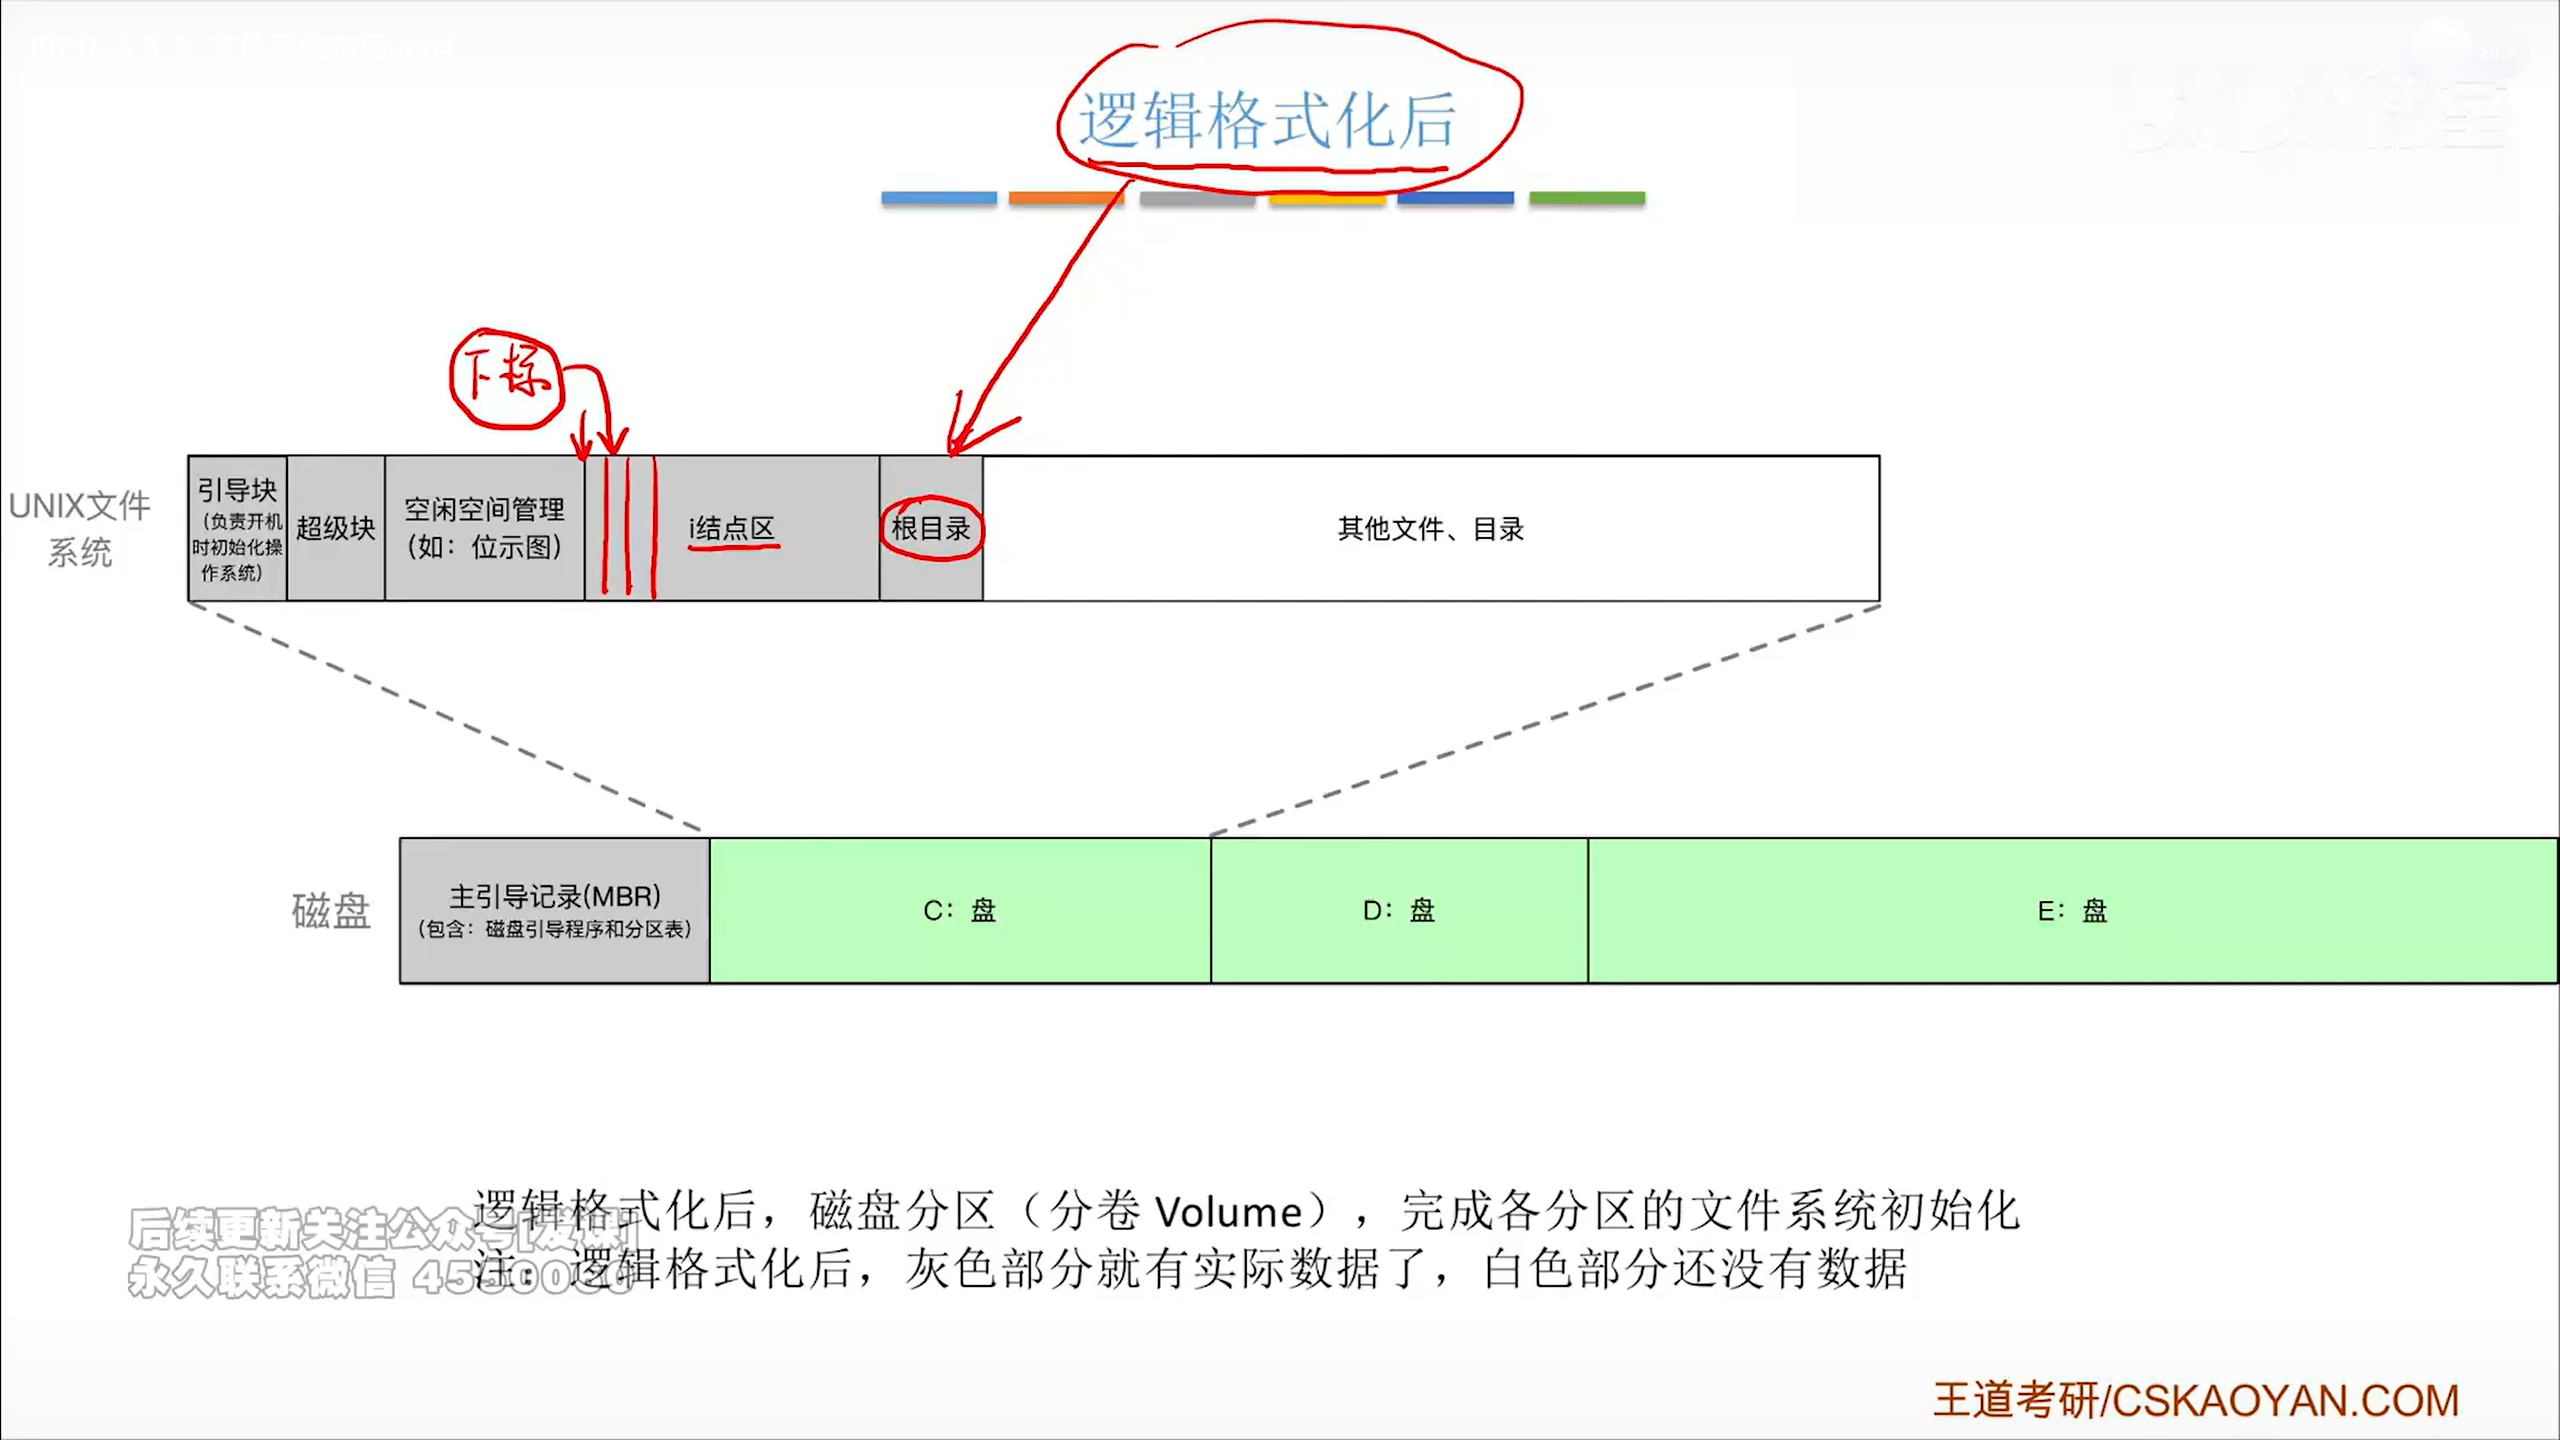 逻辑格式化后
下标
UNIX文件
系统
引导块
（负责开机
时初始化操
作系统）
超级块
空闲空间管理
（如：位示图）
i结点区
根目录
其他文件、目录
磁盘
主引导记录(MBR)
（包含：磁盘引导程序和分区表）
C：盘
D：盘
E：盘
逻辑格式化后，磁盘分区（分卷 Volume），完成各分区的文件系统初始化
注：逻辑格式化后，灰色部分就有实际数据了，白色部分还没有数据
后续更新关注公众号
永久联系微信
王道考研/CSKAOYAN.COM